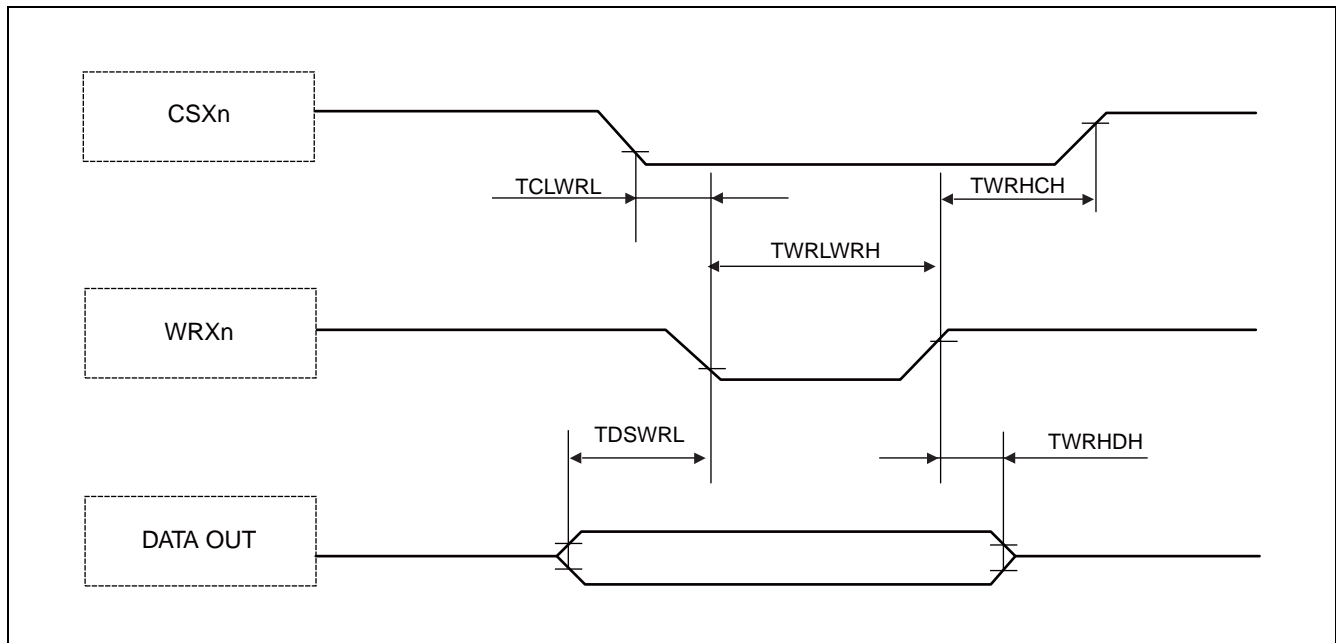 CSXn
TCLWRL
TWRHCH
TWRLWRH
WRXn
TDSWRL
TWRHDH
DATA OUT